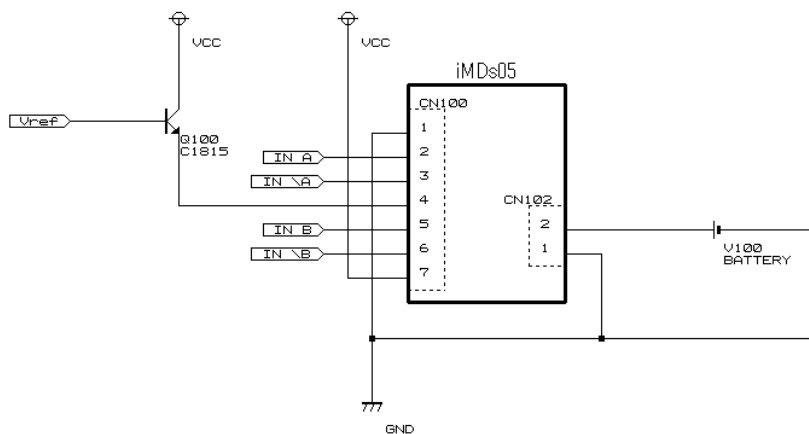 VCC
VCC
iMDs05
CN100
Vref
Q100
C1815
1
IN A
2
IN \A
3
4
CN102
IN B
5
2
IN \B
6
1
V100
BATTERY
7
GND